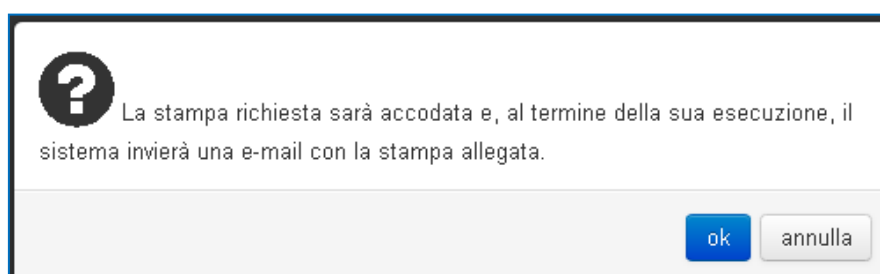 La stampa richiesta sarà accodata e, al termine della sua esecuzione, il
sistema invierà una e-mail con la stampa allegata.
ok annulla